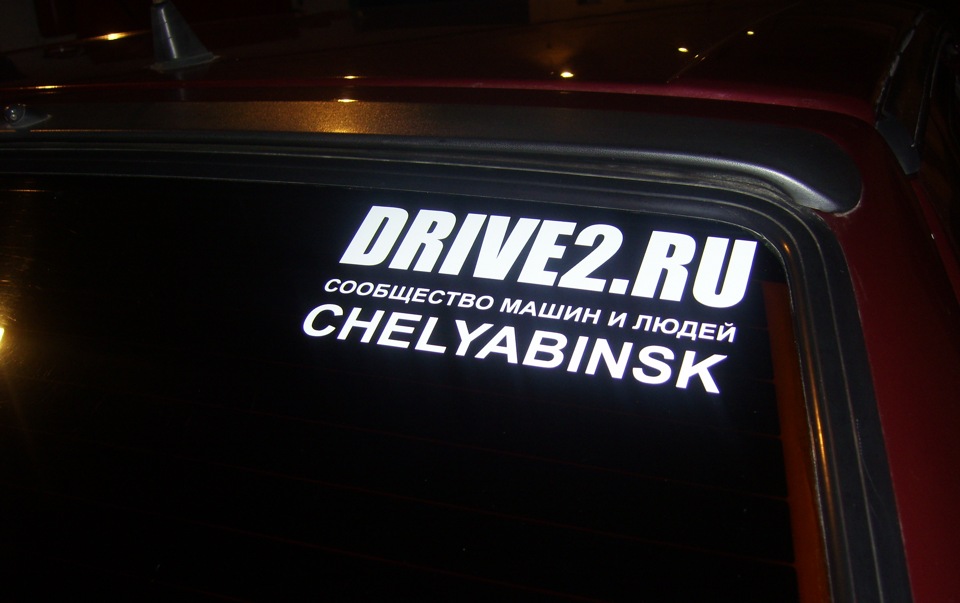 DRIVE2.RU
СООБЩЕСТВО МАШИН И ЛЮДЕЙ
CHELYABINSK